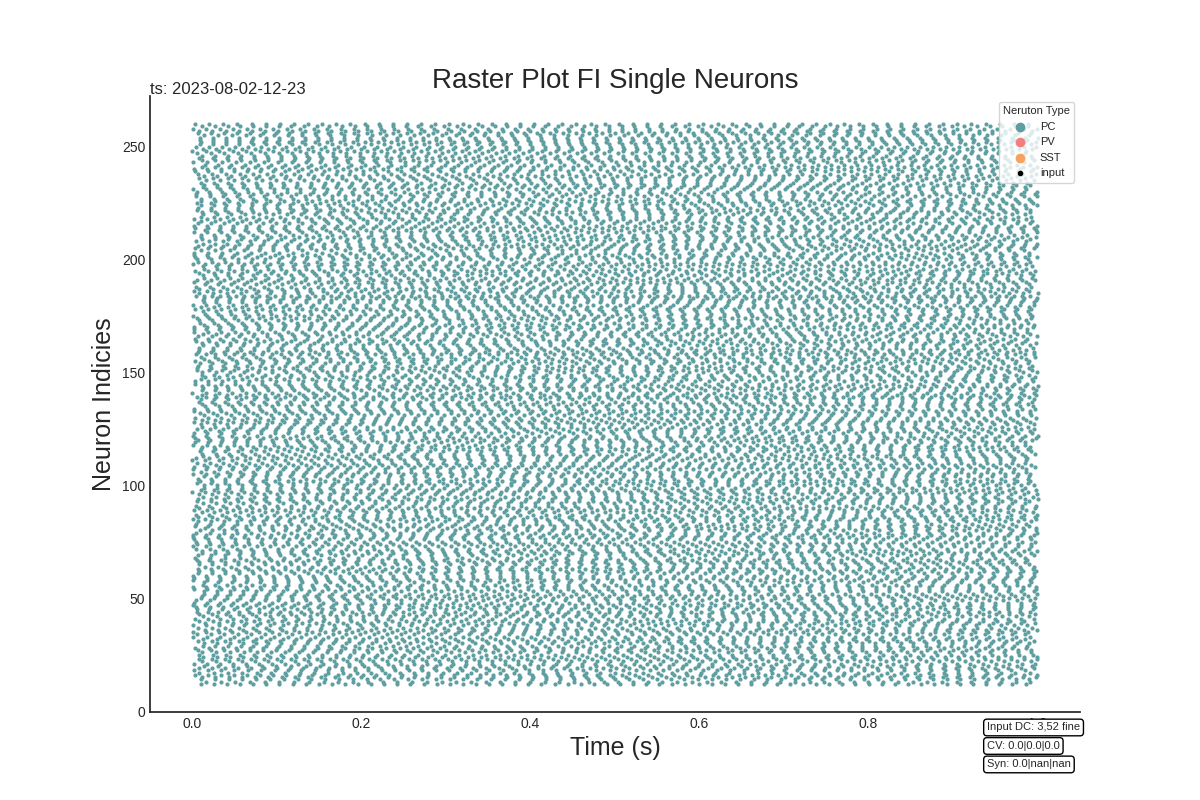 Raster Plot FI Single Neurons
ts: 2023-08-02-12-23
Neruton Type
PC
PV
SST
input
Neuron Indicies
250
200
150
100
50
0
0.0 0.2 0.4 0.6 0.8
Time (s)
Input DC: 3,52 fine
CV: 0.0|0.0|0.0
Syn: 0.0|nan|nan